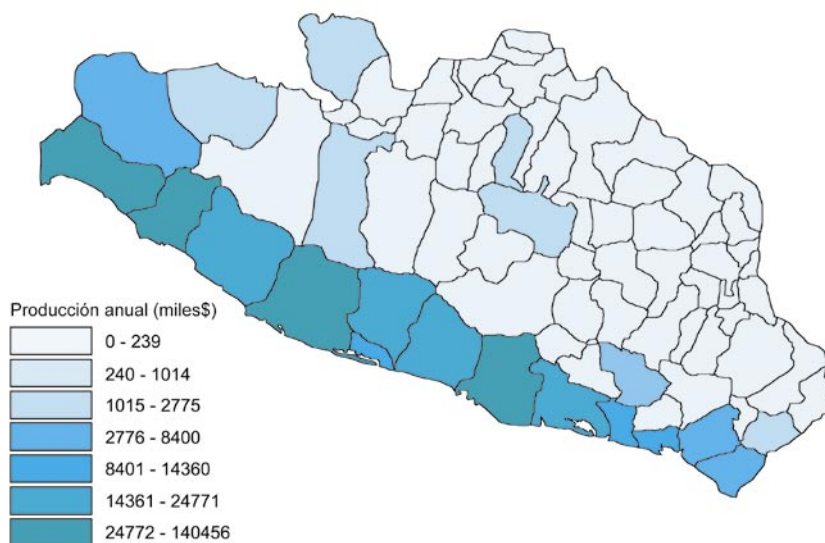 Producción anual (miles$)
0 - 239
240 - 1014
1015 - 2775
2776 - 8400
8401 - 14360
14361 - 24771
24772 - 140456